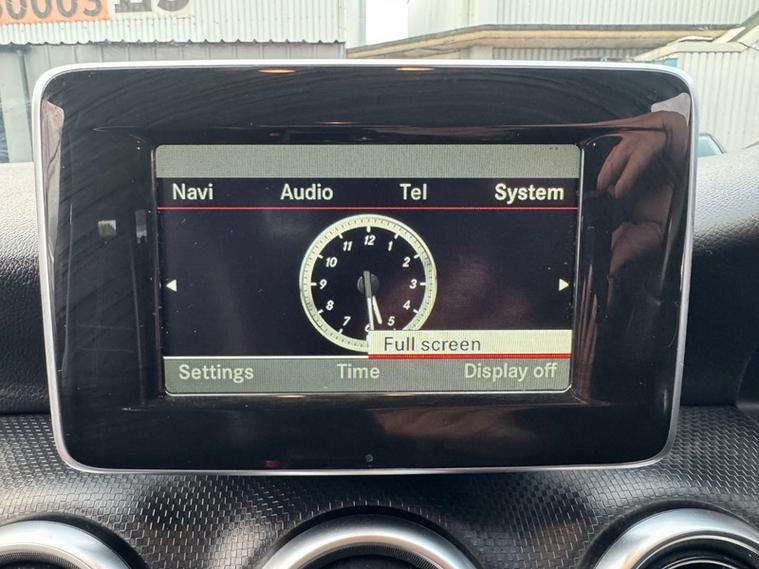 Navi Audio Tel System
12
11 1
10 2
9 3
8 4
7 5
Full screen
Settings Time Display off